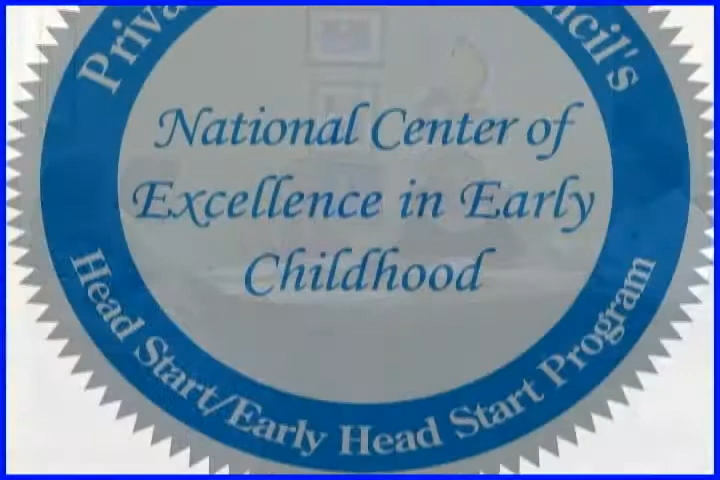 National Center of
Excellence in Early
Childhood
Head Start/Early Head Start Program